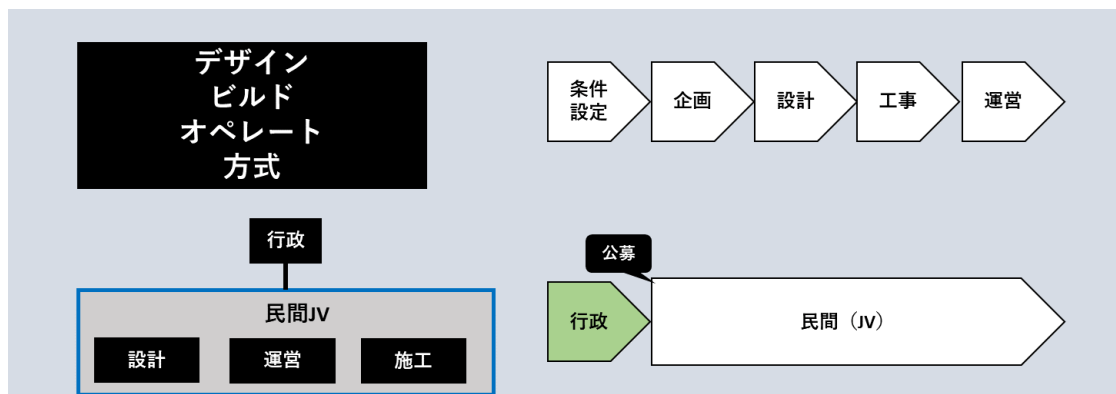 デザイン
ビルド
オペレート
方式
条件
設定
企画
設計
工事
運営
行政
民間JV
設計
運営
施工
公募
行政
民間（JV）